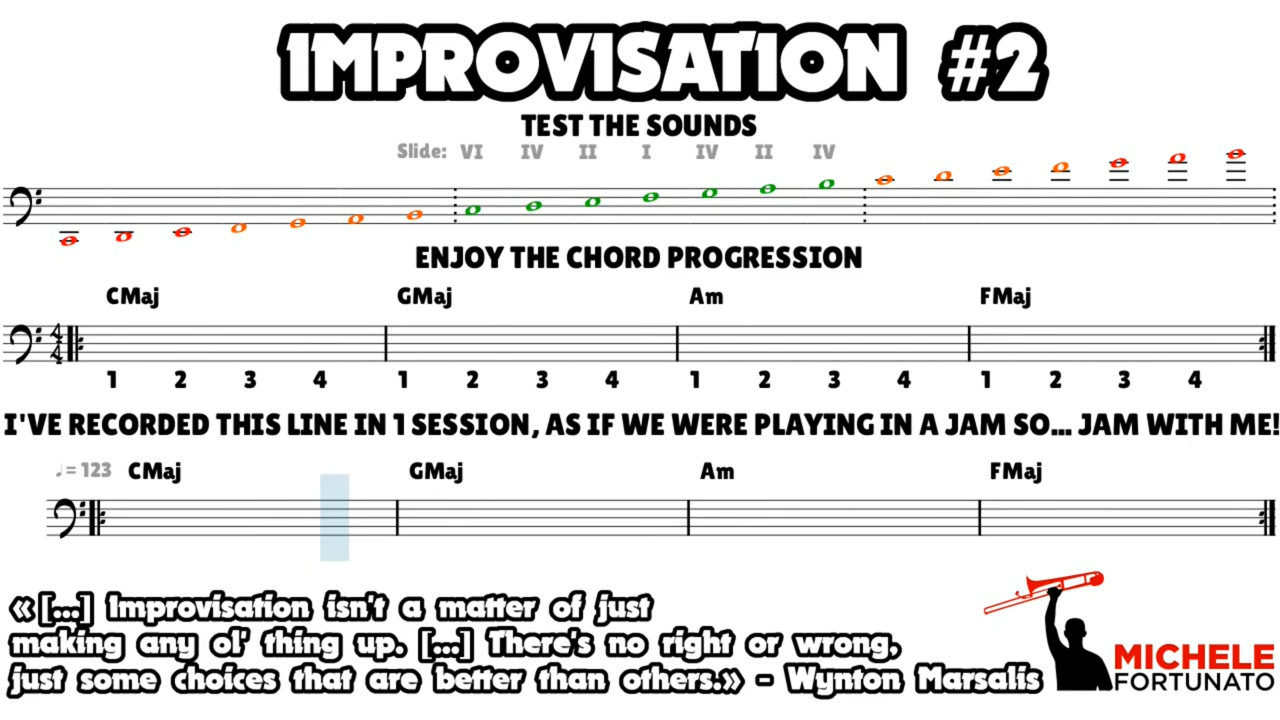 IMPROVISATION #2
TEST THE SOUNDS
Slide: VI IV II I IV II IV
ENJOY THE CHORD PROGRESSION
CMaj GMaj Am FMaj
4
4
1 2 3 4 1 2 3 4 1 2 3 4 1 2 3 4
I'VE RECORDED THIS LINE IN 1 SESSION, AS IF WE WERE PLAYING IN A JAM SO... JAM WITH ME!
♩= 123 CMaj GMaj Am FMaj
« [...] Improvisation isn't a matter of just
making any ol' thing up. [...] There's no right or wrong,
just some choices that are better than others.» - Wynton Marsalis
MICHELE
FORTUNATO